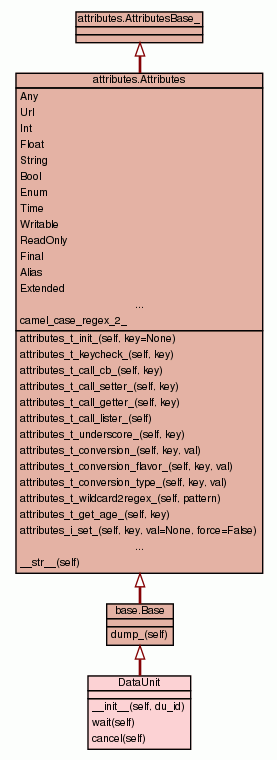 attributes.AttributesBase_
attributes.Attributes
Any
Url
Int
Float
String
Bool
Enum
Time
Writable
ReadOnly
Final
Alias
Extended
...
camel_case_regex_2_
attributes_t_init_(self, key=None)
attributes_t_keycheck_(self, key)
attributes_t_call_cb_(self, key)
attributes_t_call_setter_(self, key)
attributes_t_call_getter_(self, key)
attributes_t_call_lister_(self)
attributes_t_underscore_(self, key)
attributes_t_conversion_(self, key, val)
attributes_t_conversion_flavor_(self, key, val)
attributes_t_conversion_type_(self, key, val)
attributes_t_wildcard2regex_(self, pattern)
attributes_t_get_age_(self, key)
attributes_i_set_(self, key, val=None, force=False)
...
__str__(self)
base.Base
dump_(self)
DataUnit
__init__(self, du_id)
wait(self)
cancel(self)